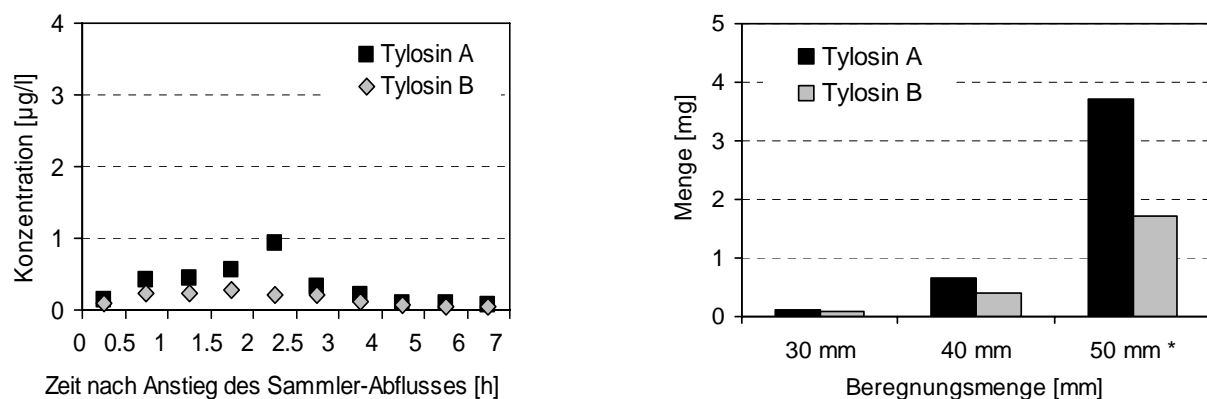 Konzentration [µg/l]
4
3
2
1
0
Tylosin A
Tylosin B
0 0.5 1 1.5 2 2.5 3 4 5 6 7
Zeit nach Anstieg des Sammler-Abflusses [h]
Menge [mg]
5
4
3
2
1
0
Tylosin A
Tylosin B
30 mm 40 mm 50 mm *
Beregnungsmenge [mm]